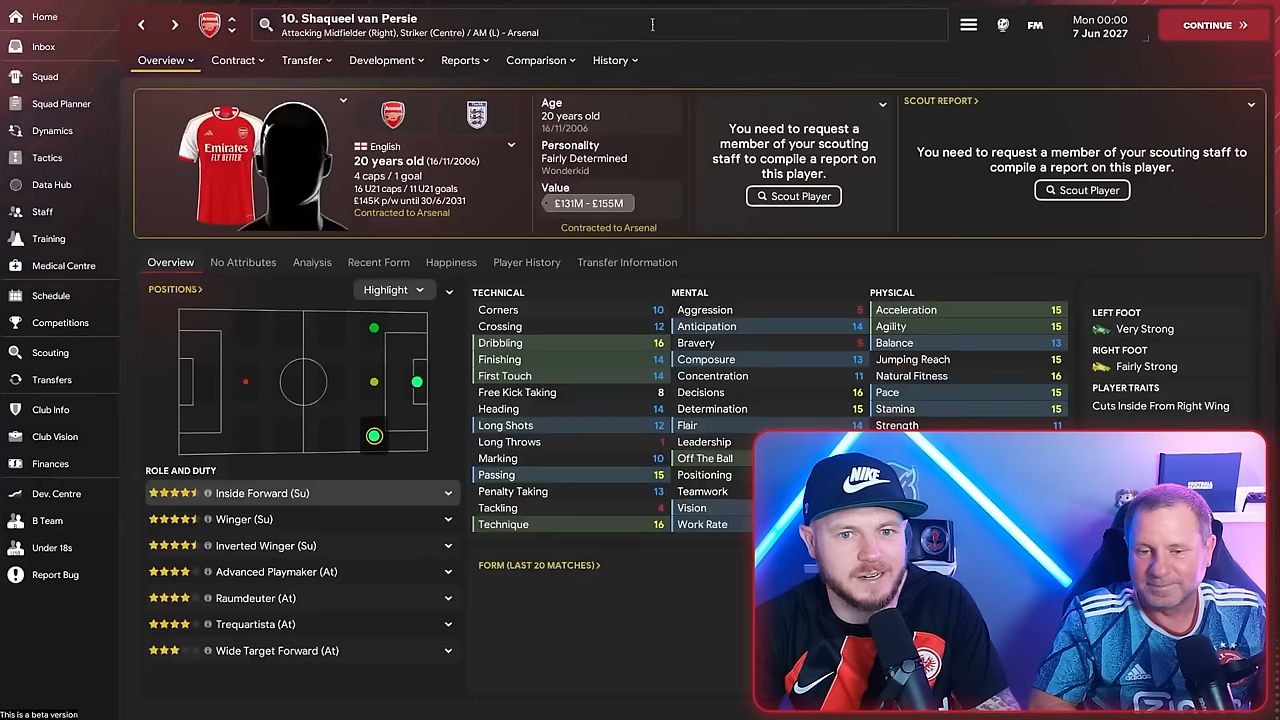 Home
Inbox
Squad
Squad Planner
Dynamics
Tactics
Data Hub
Staff
Training
Medical Centre
Schedule
Competitions
Scouting
Transfers
Club Info
Club Vision
Finances
Dev. Centre
B Team
Under 18s
Report Bug
This is a beta version
10. Shaqueel van Persie
Attacking Midfielder (Right), Striker (Centre) / AM (L) - Arsenal
FM
Mon 00:00
7 Jun 2027
CONTINUE
Overview Contract Transfer Development Reports Comparison History
Emirates
FLY BETTER
English
20 years old (16/11/2006)
4 caps / 1 goal
16 U21 caps / 11 U21 goals
£145K p/w until 30/6/2031
Contracted to Arsenal
Age
20 years old
16/11/2006
Personality
Fairly Determined
Wonderkid
Value
£131M - £155M
Contracted to Arsenal
You need to request a
member of your scouting
staff to compile a report on
this player.
Scout Player
SCOUT REPORT >
You need to request a member of your scouting staff to
compile a report on this player.
Scout Player
Overview No Attributes Analysis Recent Form Happiness Player History Transfer Information
POSITIONS >
Highlight
ROLE AND DUTY
Inside Forward (Su)
Winger (Su)
Inverted Winger (Su)
Advanced Playmaker (At)
Raumdeuter (At)
Trequartista (At)
Wide Target Forward (At)
TECHNICAL
Corners 10
Crossing 12
Dribbling 16
Finishing 14
First Touch 14
Free Kick Taking 8
Heading 14
Long Shots 12
Long Throws 1
Marking 10
Passing 15
Penalty Taking 13
Tackling 4
Technique 16
MENTAL
Aggression 5
Anticipation 14
Bravery 5
Composure 13
Concentration 11
Decisions 16
Determination 15
Flair 14
Leadership
Off The Ball
Positioning
Teamwork
Vision
Work Rate
PHYSICAL
Acceleration 15
Agility 15
Balance 13
Jumping Reach 15
Natural Fitness 16
Pace 15
Stamina 15
Strength 11
LEFT FOOT
Very Strong
RIGHT FOOT
Fairly Strong
PLAYER TRAITS
Cuts Inside From Right Wing
FORM (LAST 20 MATCHES) >
NIKE
adidas